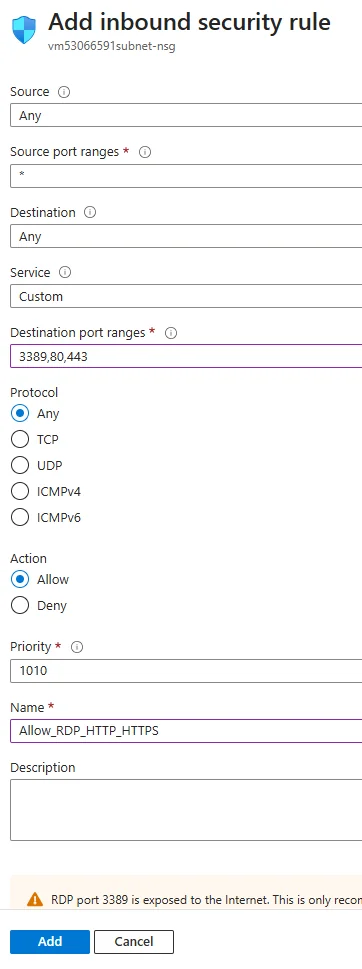 Add inbound security rule
vm53066591subnet-nsg
Source
Any
Source port ranges *
*
Destination
Any
Service
Custom
Destination port ranges *
3389,80,443
Protocol
Any
TCP
UDP
ICMPv4
ICMPv6
Action
Allow
Deny
Priority *
1010
Name *
Allow_RDP_HTTP_HTTPS
Description
RDP port 3389 is exposed to the Internet. This is only
Add Cancel